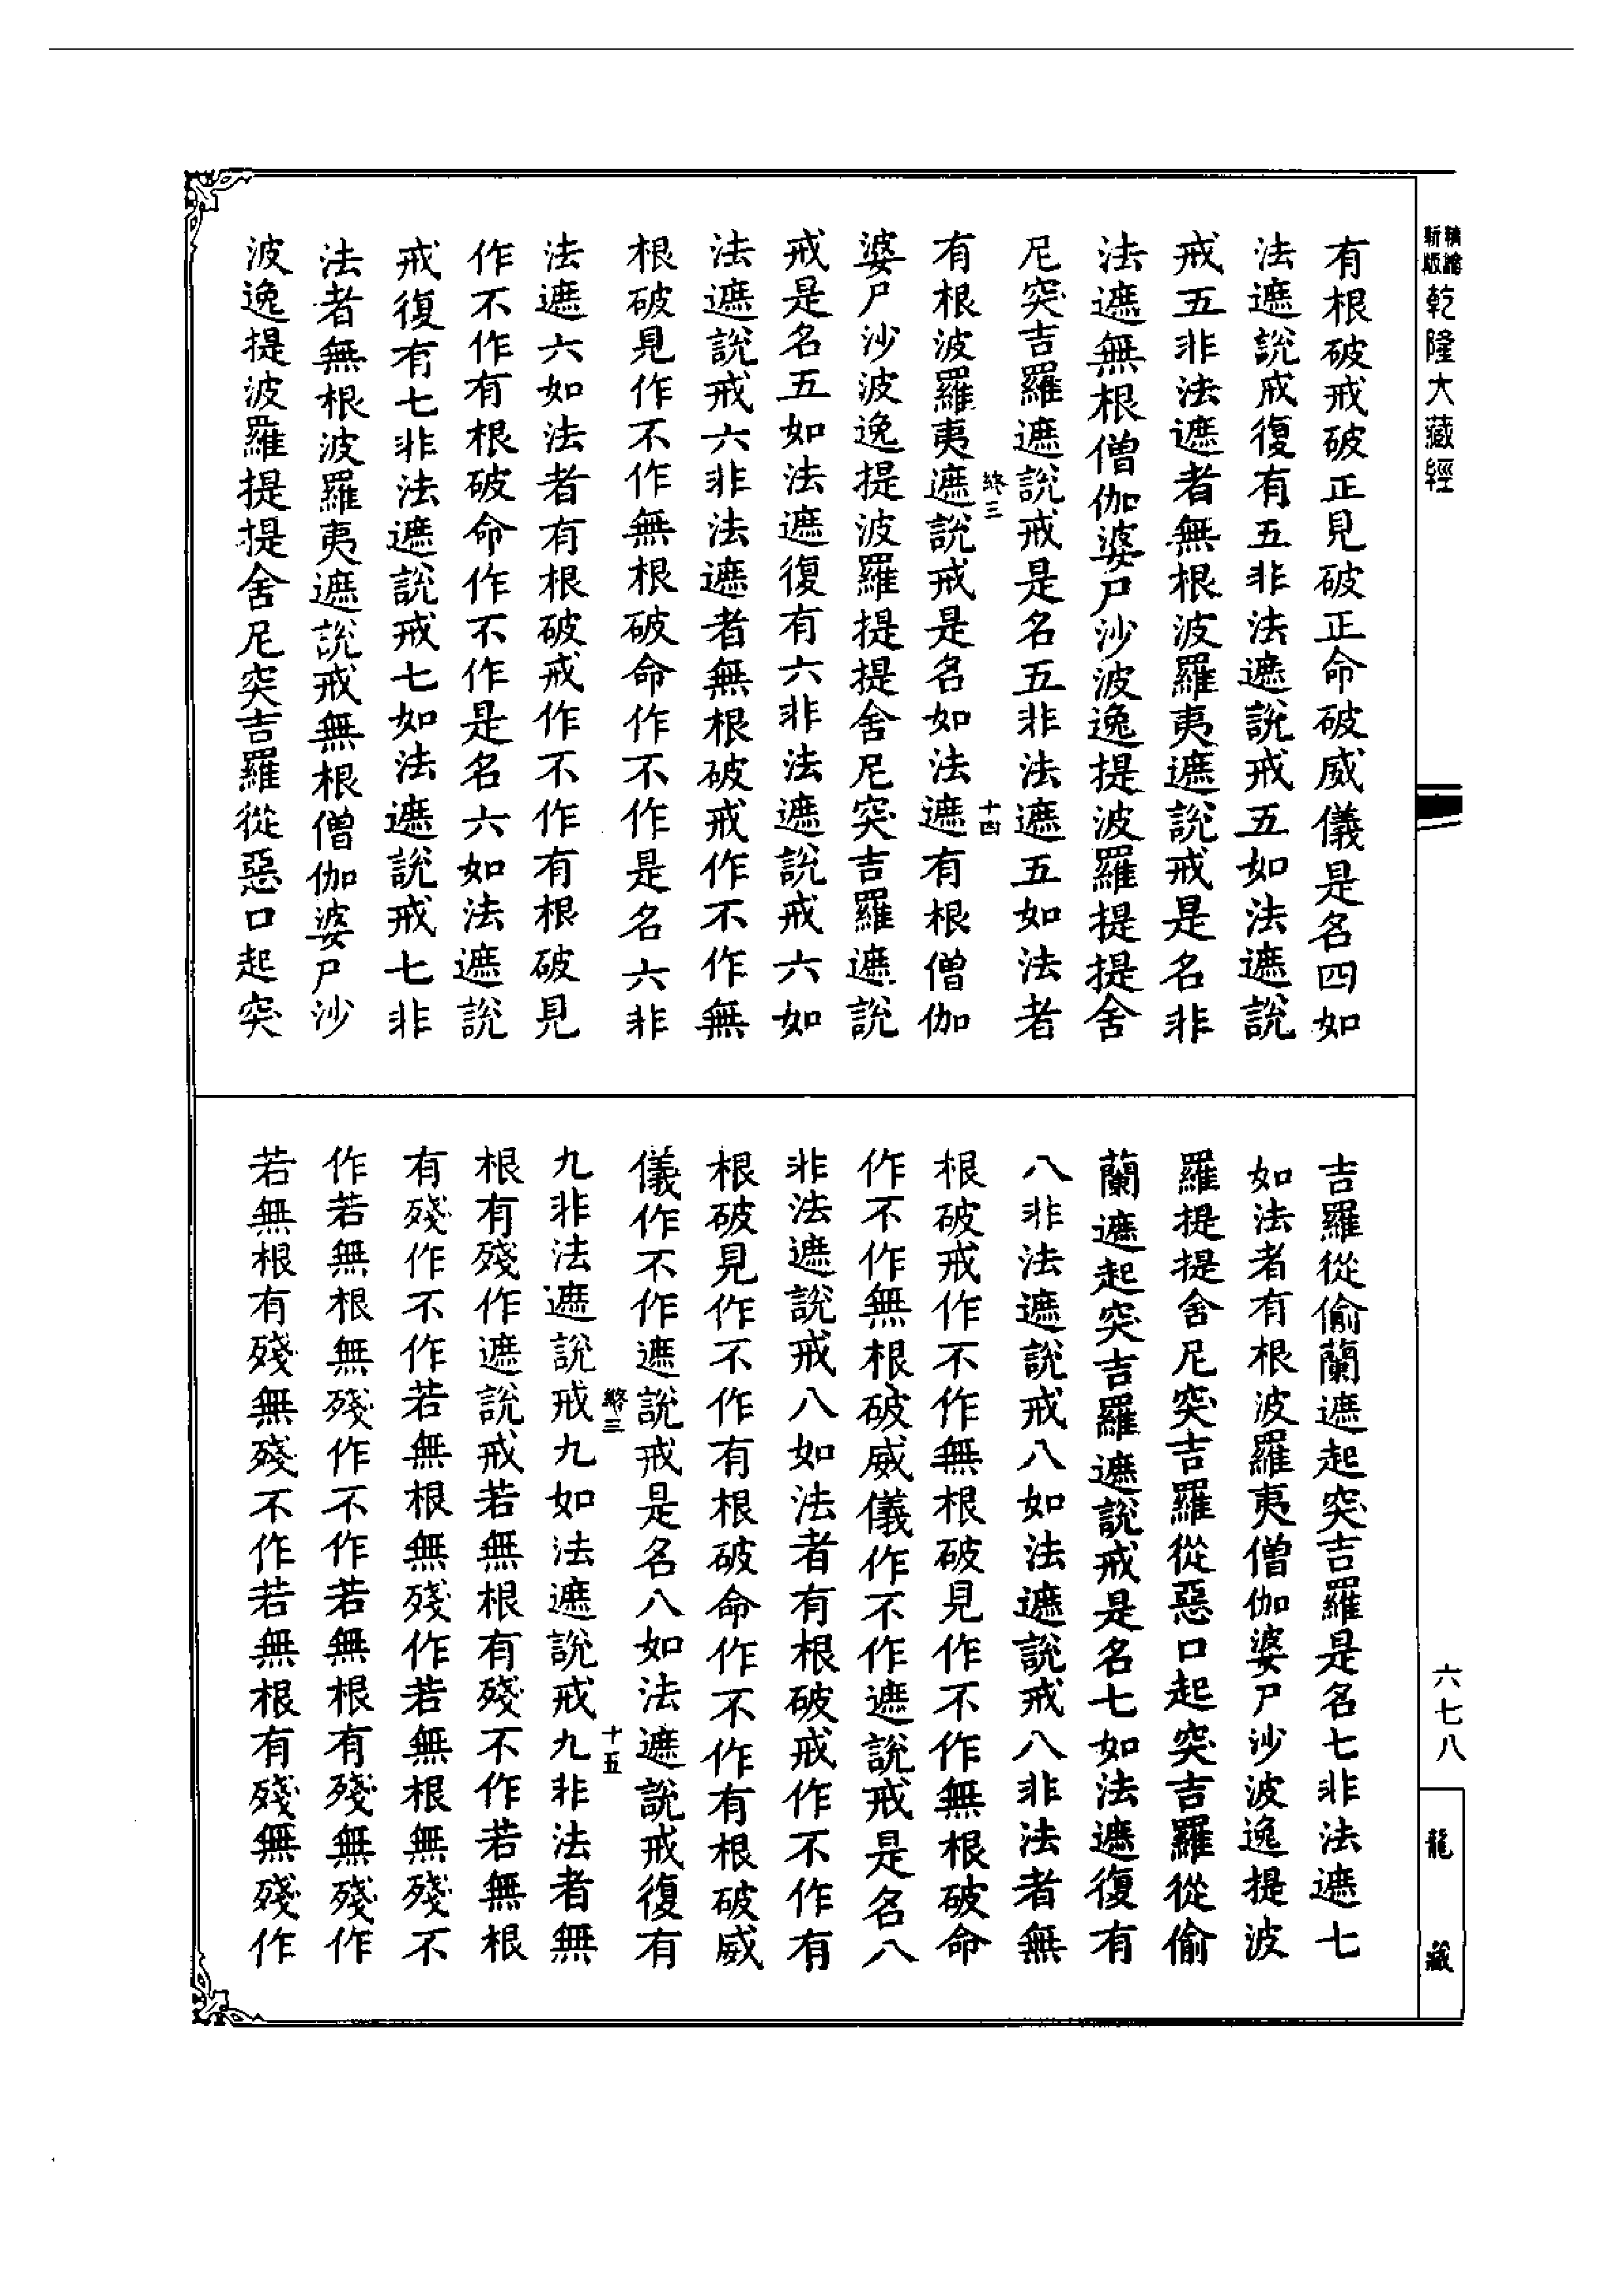 精繪
新版
乾隆大藏經
六七八
龍藏
有根破戒破正見破正命破威儀是名四如
法遮說戒復有五非法遮說戒五如法遮說
戒五非法遮者無根波羅夷遮說戒是名非
法遮無根僧伽婆尸沙波逸提波羅提提舍
尼突吉羅遮說戒是名五非法遮五如法者
終三
十四
有根波羅夷遮說戒是名如法遮有根僧伽
婆尸沙波逸提波羅提提舍尼突吉羅遮說
戒是名五如法遮復有六非法遮說戒六如
法遮說戒六非法遮者無根破戒作不作無
根破見作不作無根破命作不作是名六非
法遮六如法者有根破戒作不作有根破見
作不作有根破命作不作是名六如法遮說
戒復有七非法遮說戒七如法遮說戒七非
法者無根波羅夷遮說戒無根僧伽婆尸沙
波逸提波羅提提舍尼突吉羅從惡口起突
吉羅從偷蘭遮起突吉羅是名七非法遮七
如法者有根波羅夷僧伽婆尸沙波逸提波
羅提提舍尼突吉羅從惡口起突吉羅從偷
蘭遮起突吉羅遮說戒是名七如法遮復有
八非法遮說戒八如法遮說戒八非法者無
根破戒作不作無根破見作不作無根破命
作不作無根破威儀作不作遮說戒是名八
非法遮說戒八如法者有根破戒作不作有
根破見作不作有根破命作不作有根破威
儀作不作遮說戒是名八如法遮說戒復有
終三
十五
九非法遮說戒九如法遮說戒九非法者無
根有殘作遮說戒若無根有殘不作若無根
有殘作不作若無根無殘作若無根無殘不
作若無根無殘作不作若無根有殘無殘作
若無根有殘無殘不作若無根有殘無殘作